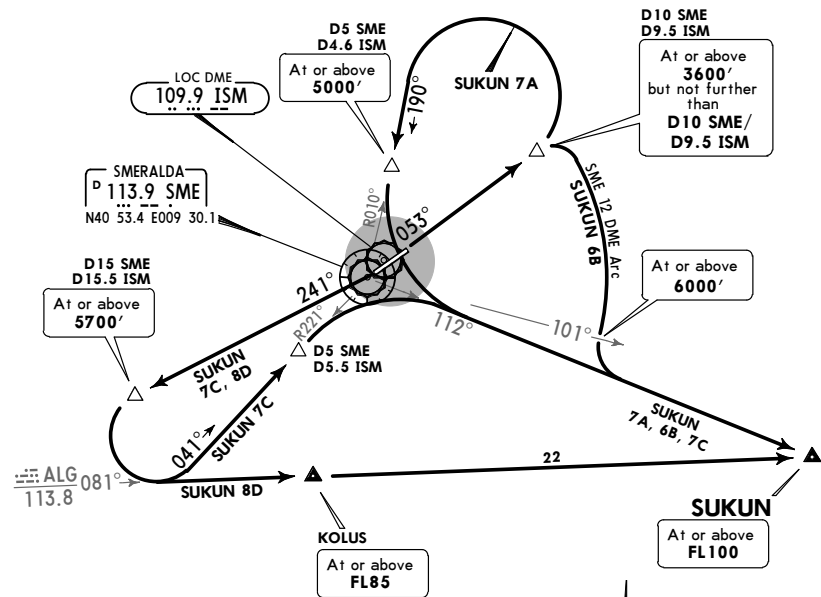 D5 SME
D4.6 ISM
At or above
5000'
D10 SME
D9.5 ISM
At or above
3600'
but not further
than
D10 SME/
D9.5 ISM
LOC DME
109.9 ISM
SUKUN 7A
←190°
SMERALDA
D 113.9 SME
N40 53.4 E009 30.1
R010°
053°
SME 12 DME Arc
SUKUN 6B
At or above
6000'
D15 SME
D15.5 ISM
At or above
5700'
241°
R221°
112°
101°
D5 SME
D5.5 ISM
SUKUN
7C, 8D
041°→
SUKUN 7C
SUKUN
7A, 6B, 7C
ALG
113.8
081°
SUKUN 8D
22
KOLUS
At or above
FL85
SUKUN
At or above
FL100